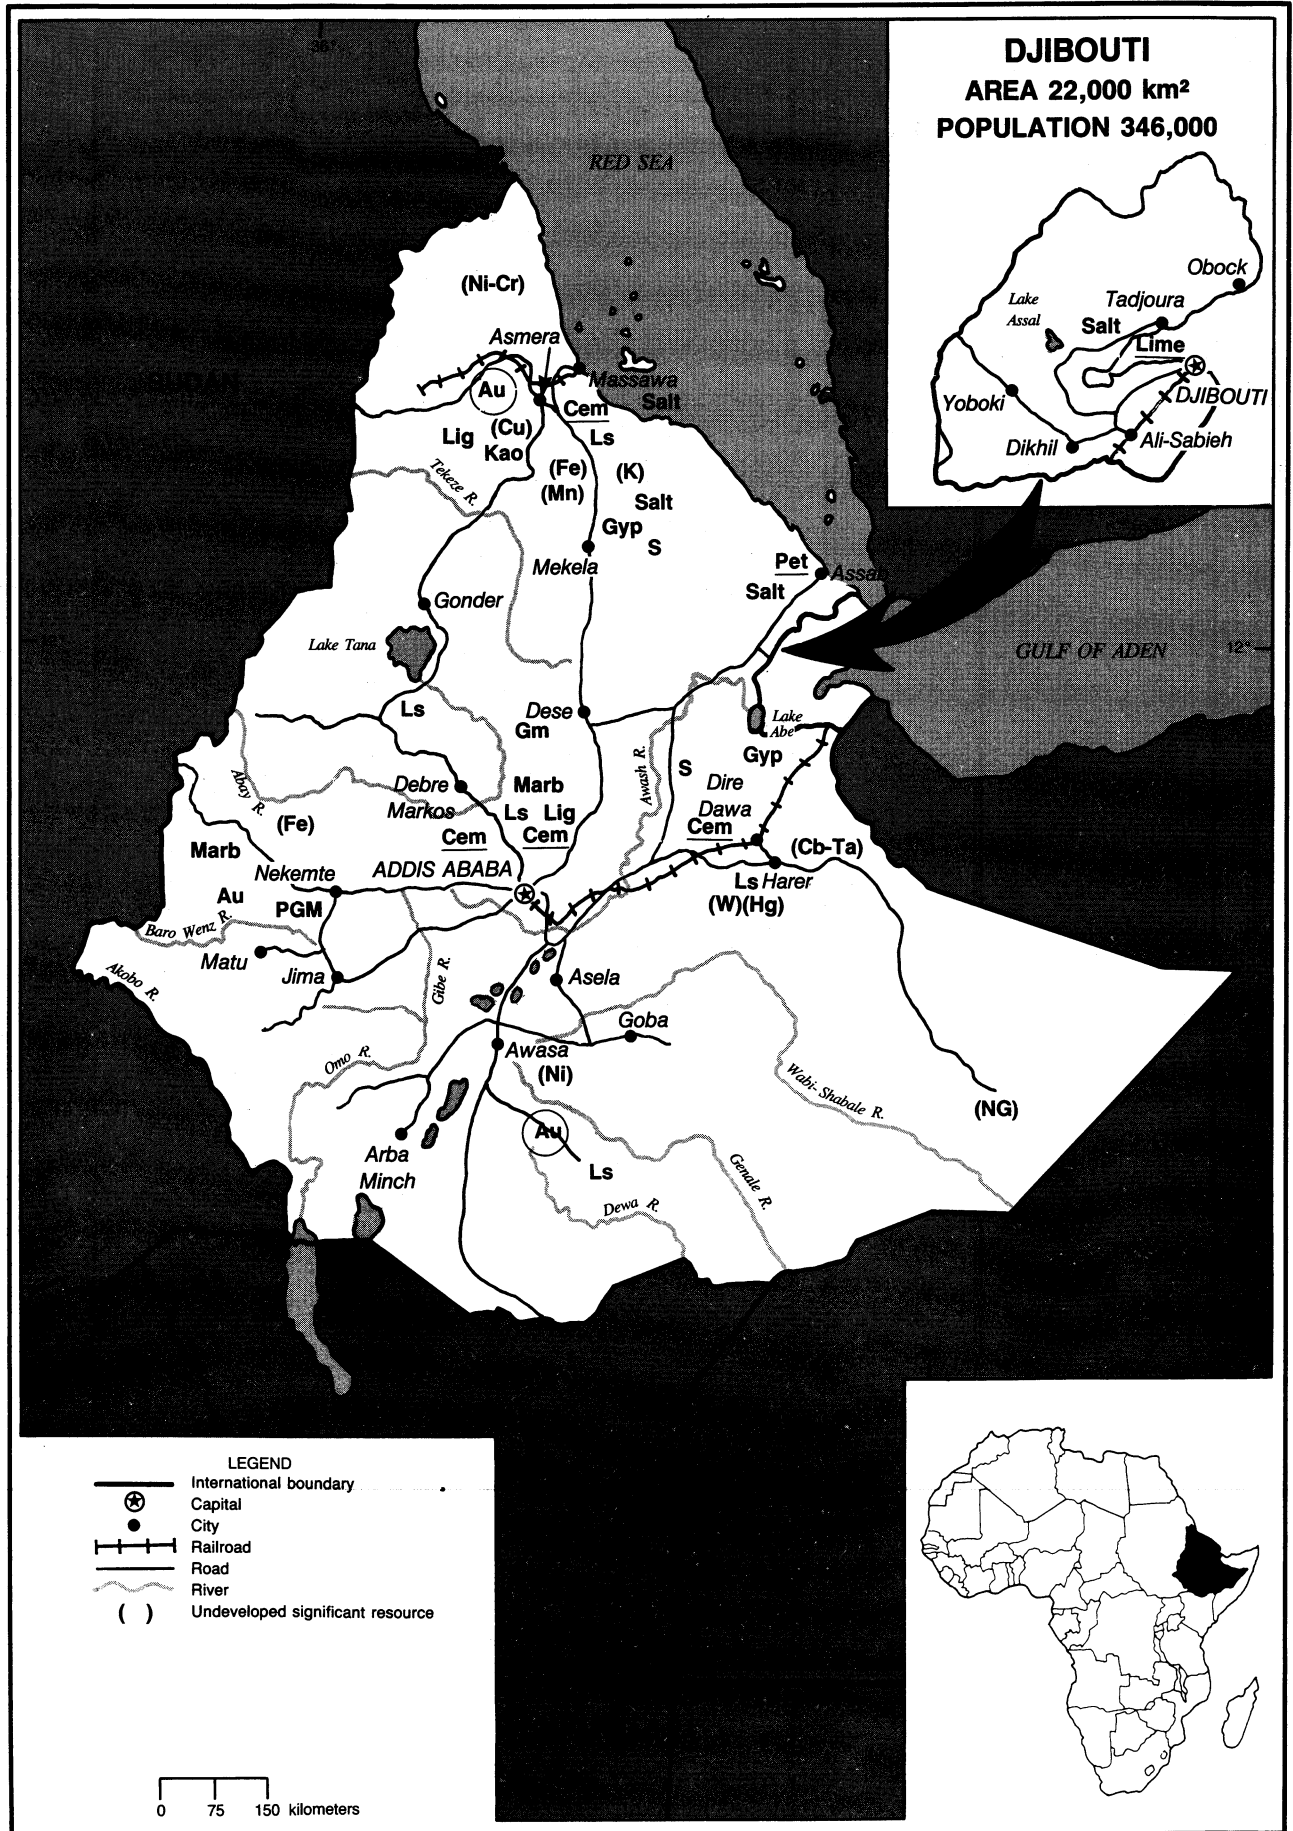 36°
DJIBOUTI
AREA 22,000 km²
POPULATION 346,000
RED SEA
Obock
Tadjoura
Lake
Assal
Salt
Lime
DJIBOUTI
Yoboki
Ali-Sabieh
Dikhil
(Ni-Cr)
Asmera
SUDAN
Massawa
Salt
Au
Cem
(Cu)
Lig
Ls
Kao
(Fe)
(K)
(Mn)
Salt
Tekeze R.
Gyp
S
Mekela
Pet
Assab
Salt
Gonder
Lake Tana
GULF OF ADEN
12°
Ls
Dese
Gm
Lake
Abe
Gyp
Awash R.
S
Abay R.
Debre
Markos
Marb
Ls Lig
Cem
Cem
Dire
Dawa
Cem
(Fe)
Marb
(Cb-Ta)
Nekemte
ADDIS ABABA
Ls Harer
(W)(Hg)
Au
PGM
Baro Wenz R.
Matu
Akobo R.
Jima
Gibe R.
Asela
Goba
Omo R.
Awasa
(Ni)
Wabi-Shabale R.
(NG)
Au
Arba
Minch
Ls
Genale R.
Dewa R.
LEGEND
International boundary
Capital
City
Railroad
Road
River
( ) Undeveloped significant resource
0 75 150 kilometers